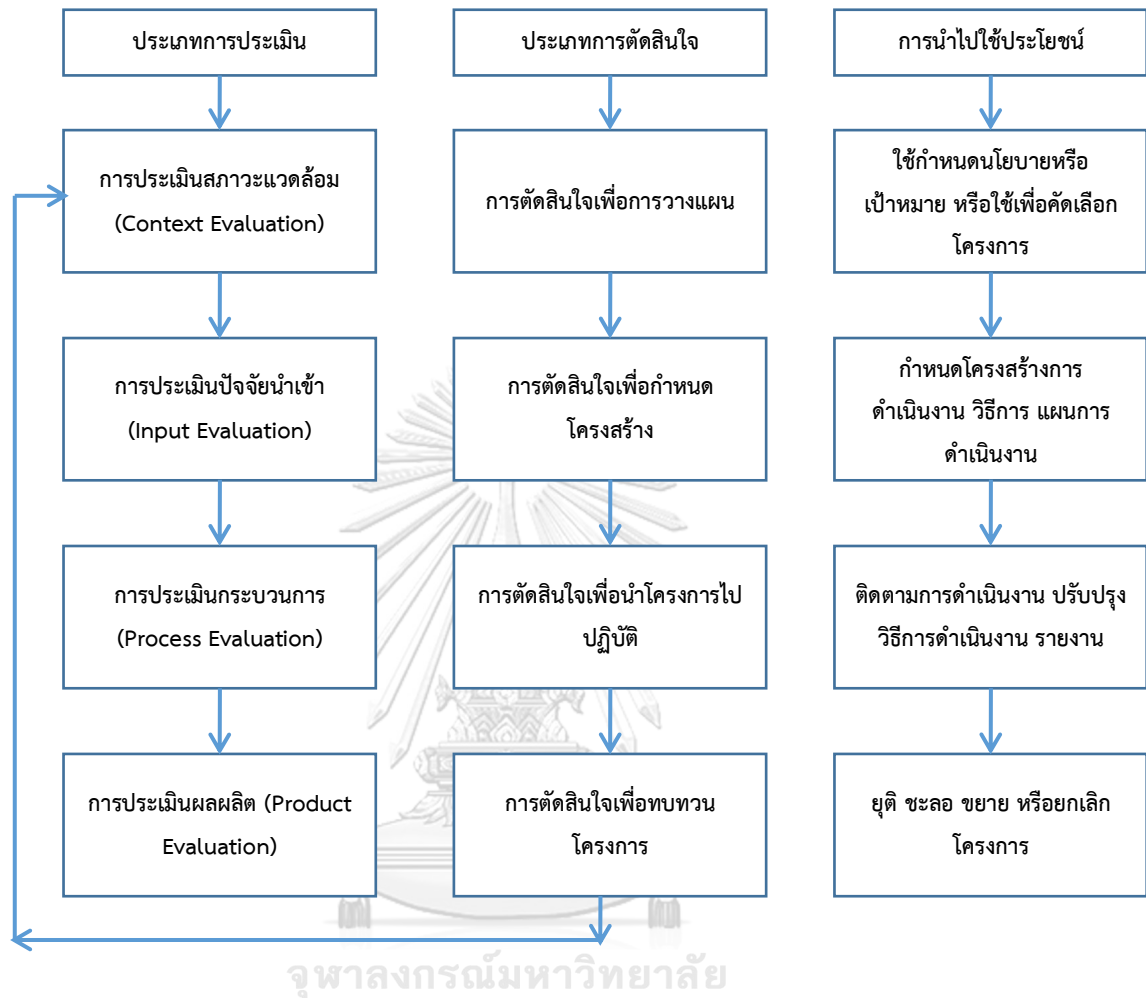 ประเภทการประเมิน
ประเภทการตัดสินใจ
การนำไปใช้ประโยชน์
การประเมินสภาวะแวดล้อม
(Context Evaluation)
การตัดสินใจเพื่อการวางแผน
ใช้กำหนดนโยบายหรือ
เป้าหมาย หรือใช้เพื่อคัดเลือก
โครงการ
การประเมินปัจจัยนำเข้า
(Input Evaluation)
การตัดสินใจเพื่อกำหนด
โครงสร้าง
กำหนดโครงสร้างการ
ดำเนินงาน วิธีการ แผนการ
ดำเนินงาน
การประเมินกระบวนการ
(Process Evaluation)
การตัดสินใจเพื่อนำโครงการไป
ปฏิบัติ
ติดตามการดำเนินงาน ปรับปรุง
วิธีการดำเนินงาน รายงาน
การประเมินผลผลิต (Product
Evaluation)
การตัดสินใจเพื่อทบทวน
โครงการ
ยุติ ชะลอ ขยาย หรือยกเลิก
โครงการ
จุฬาลงกรณ์มหาวิทยาลัย